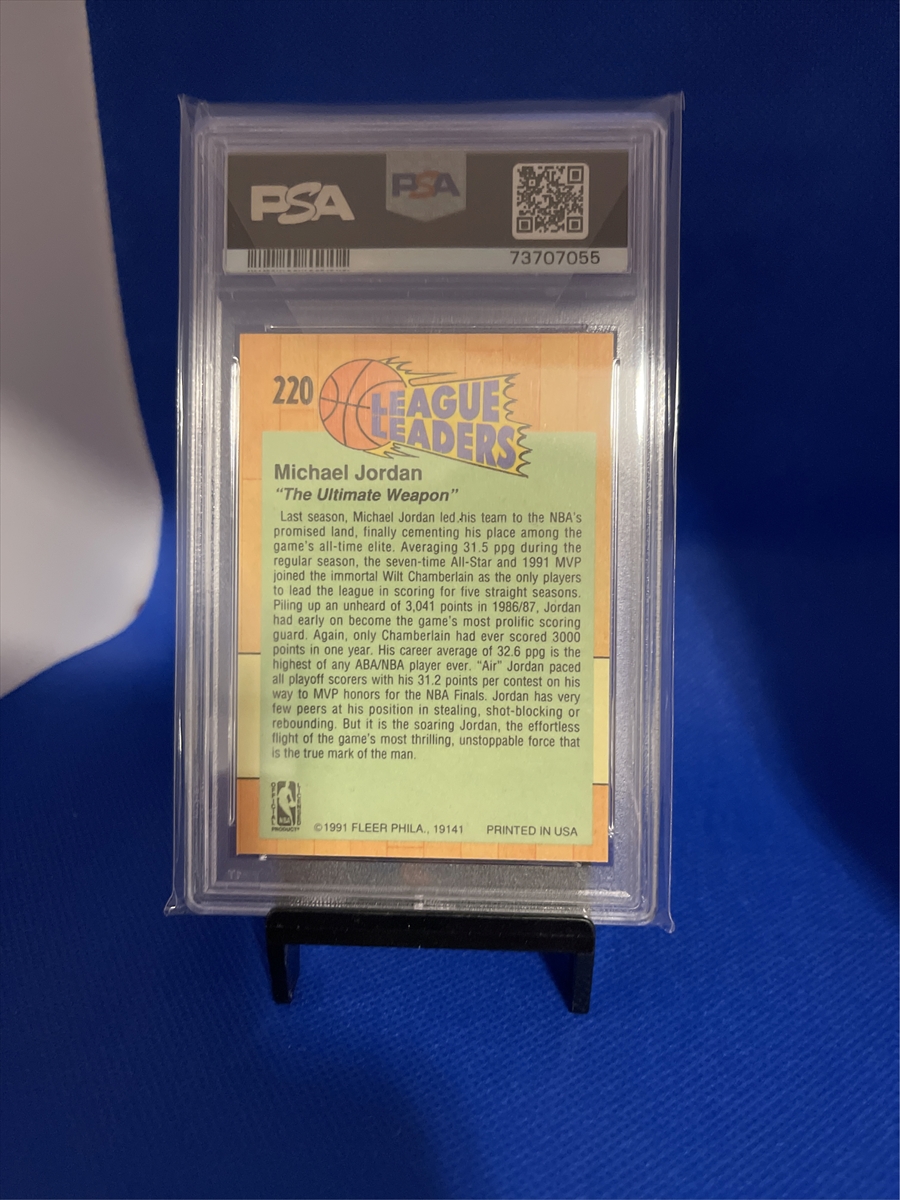 PSA
PSA
73707055
220
LEAGUE
LEADERS
Michael Jordan
"The Ultimate Weapon"
Last season, Michael Jordan led his team to the NBA's
promised land, finally cementing his place among the
game's all-time elite. Averaging 31.5 ppg during the
regular season, the seven-time All-Star and 1991 MVP
joined the immortal Wilt Chamberlain as the only players
to lead the league in scoring for five straight seasons.
Piling up an unheard of 3,041 points in 1986/87, Jordan
had early on become the game's most prolific scoring
guard. Again, only Chamberlain had ever scored 3000
points in one year. His career average of 32.6 ppg is the
highest of any ABA/NBA player ever. "Air" Jordan paced
all playoff scorers with his 31.2 points per contest on his
way to MVP honors for the NBA Finals. Jordan has very
few peers at his position in stealing, shot-blocking or
rebounding. But it is the soaring Jordan, the effortless
flight of the game's most thrilling, unstoppable force that
is the true mark of the man.
OFFICIAL
LICENSED
NBA
PRODUCT
©1991 FLEER PHILA., 19141 PRINTED IN USA